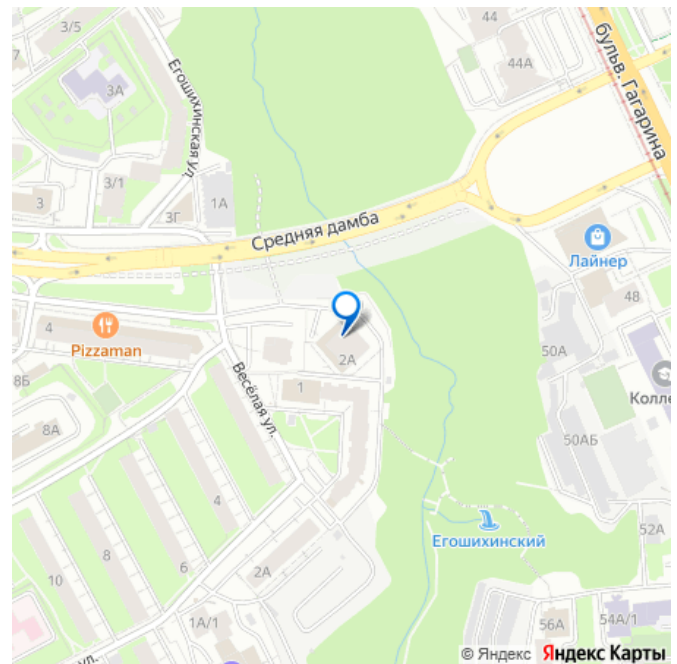 3/5
44
7
44А
бульв. Гагарина
3А
Егошихинская ул.
3/1
3
3Г
1А
Средняя дамба
Лайнер
48
4
Pizzaman
2А
50А
8Б
1
Колле
8А
Весёлая ул.
50АБ
4
Егошихинский
8
52А
10
6
2А
1А/1
56А
54А/1
ул.
© Яндекс Яндекс Карты